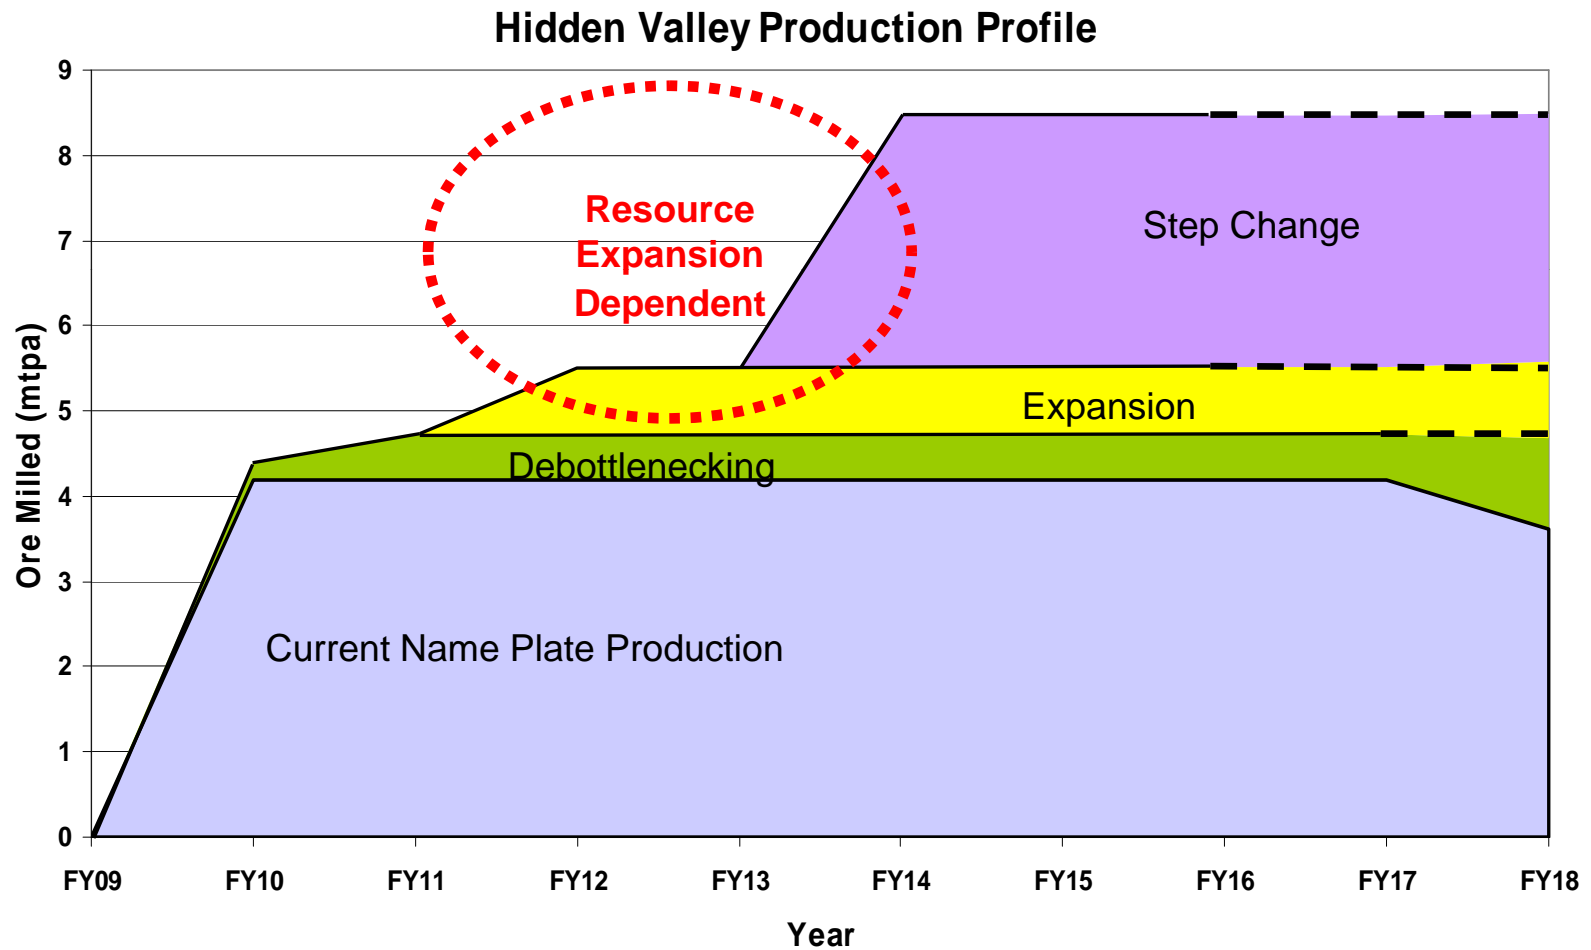 Hidden Valley Production Profile
9
8
7
6
5
4
3
2
1
0
Ore Milled (mtpa)
Resource
Expansion
Dependent
Step Change
Expansion
Debottlenecking
Current Name Plate Production
FY09 FY10 FY11 FY12 FY13 FY14 FY15 FY16 FY17 FY18
Year